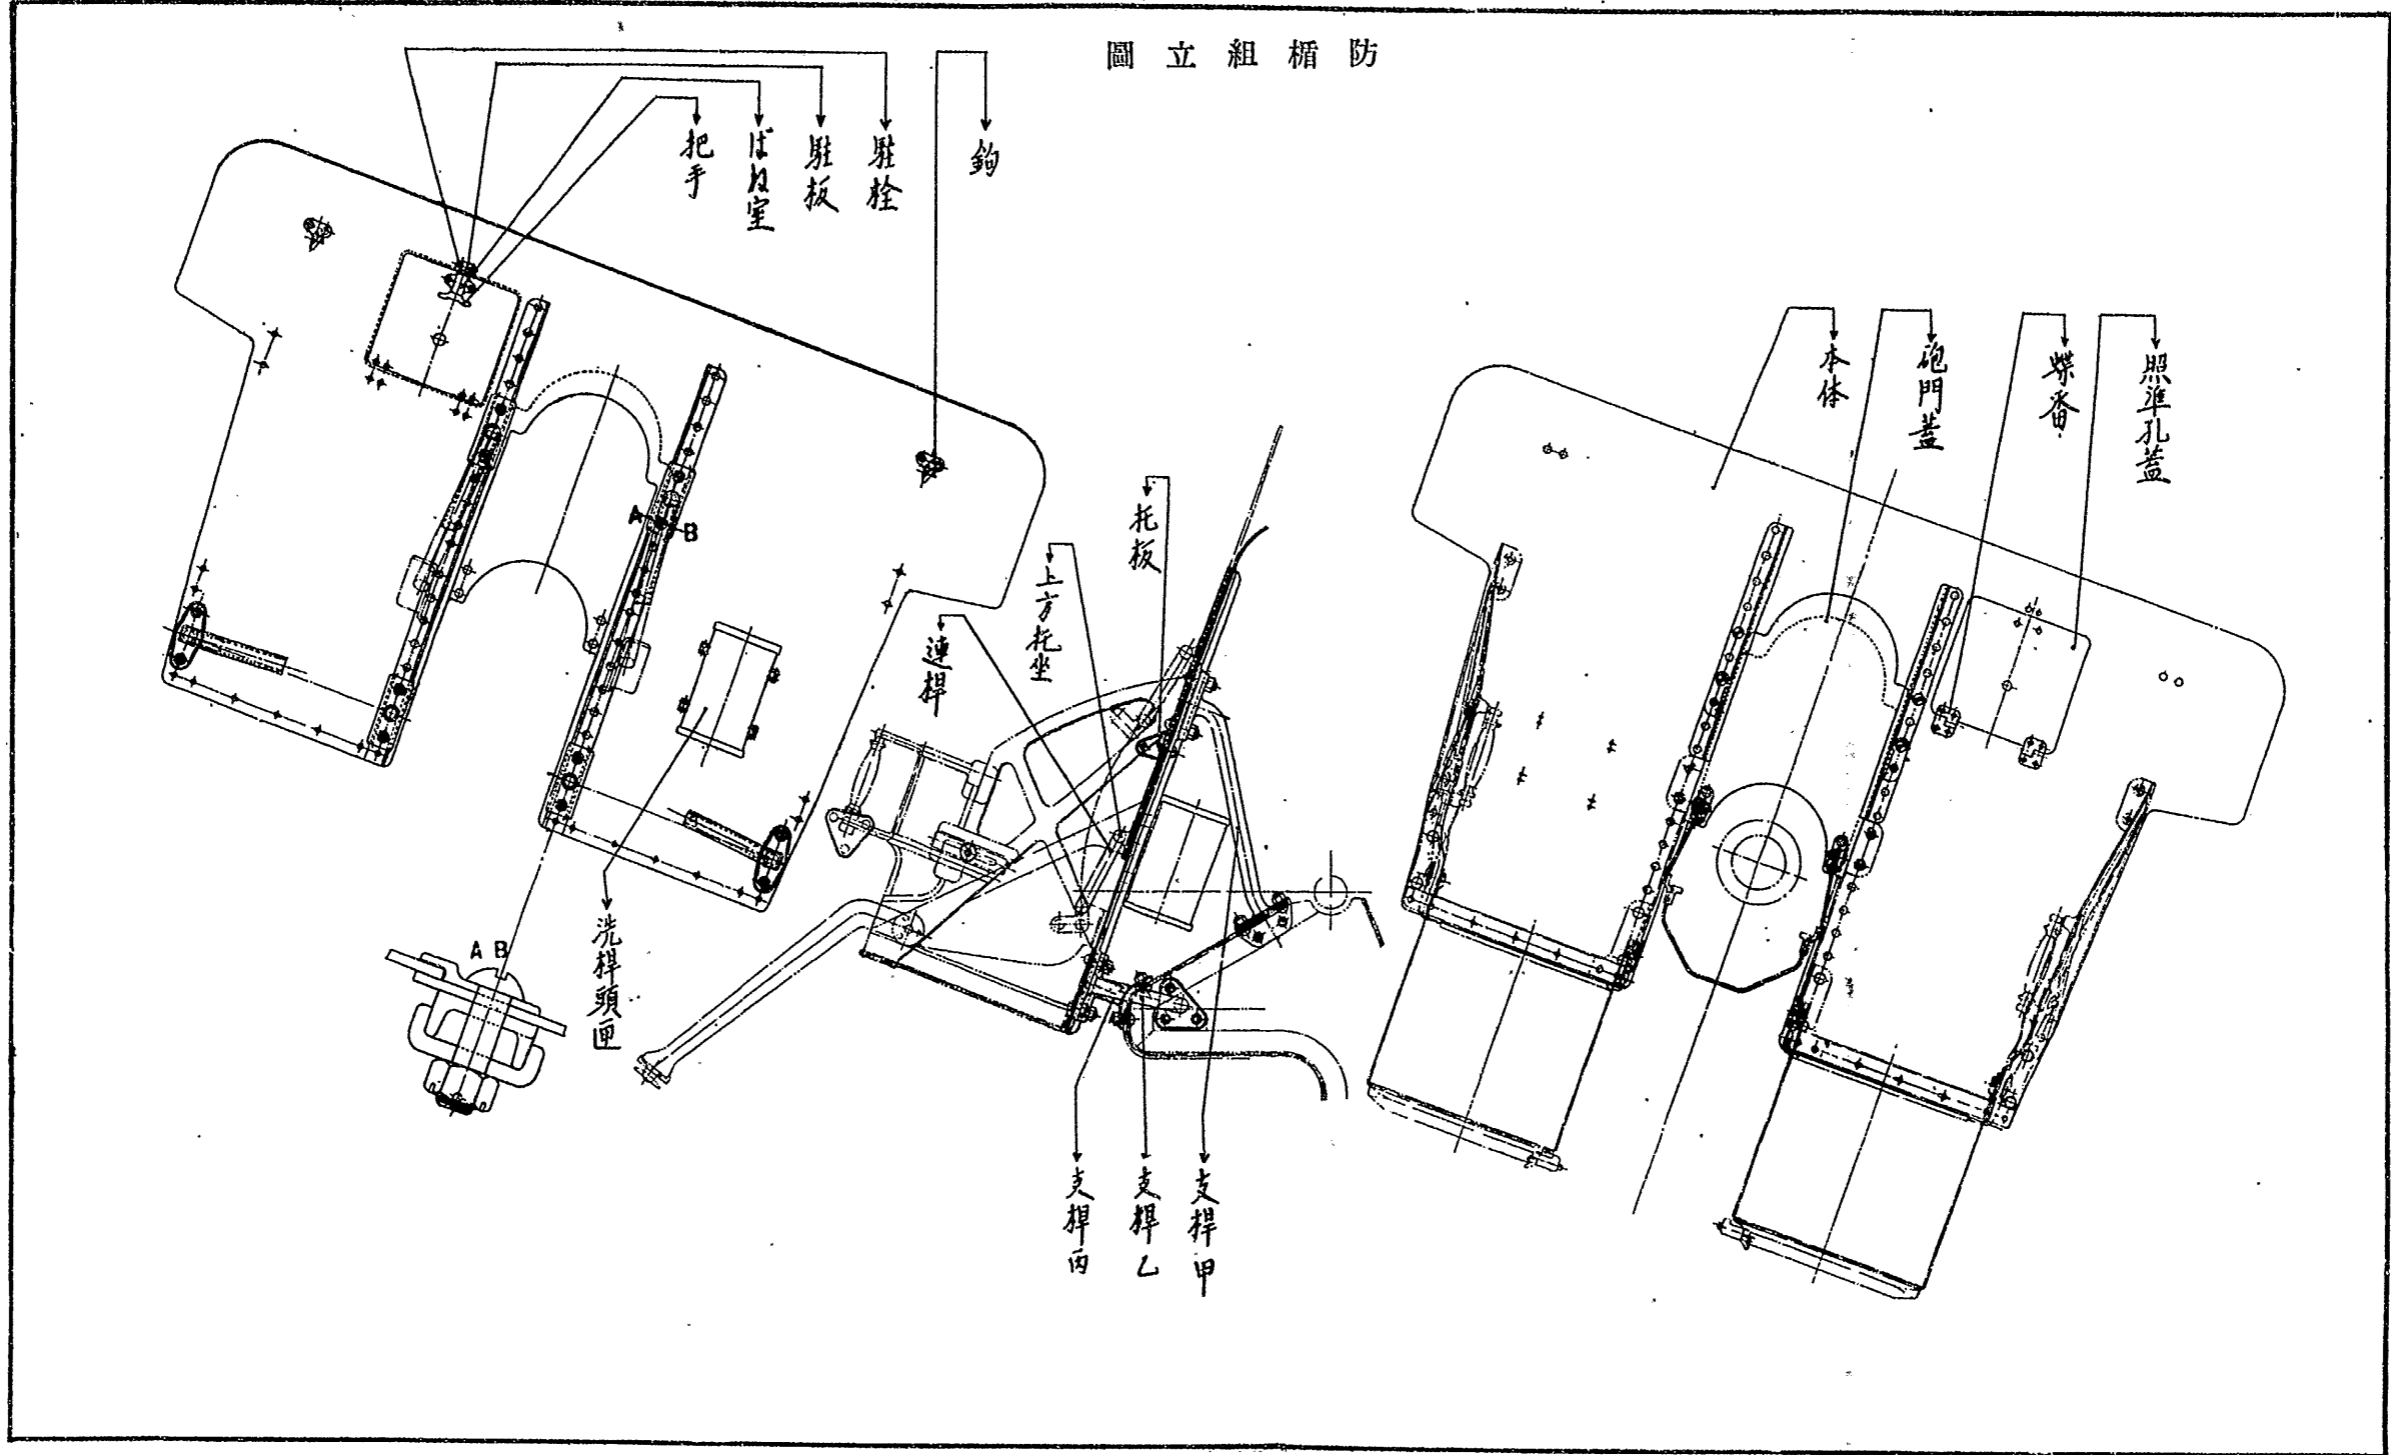 防楯組立圖
照準孔蓋
蝶番
砲門蓋
本体
鉤
駐栓
駐板
ばね室
把手
托板
上方托坐
連桿
A
B
A B
洗桿頭匣
支桿甲
支桿乙
支桿丙